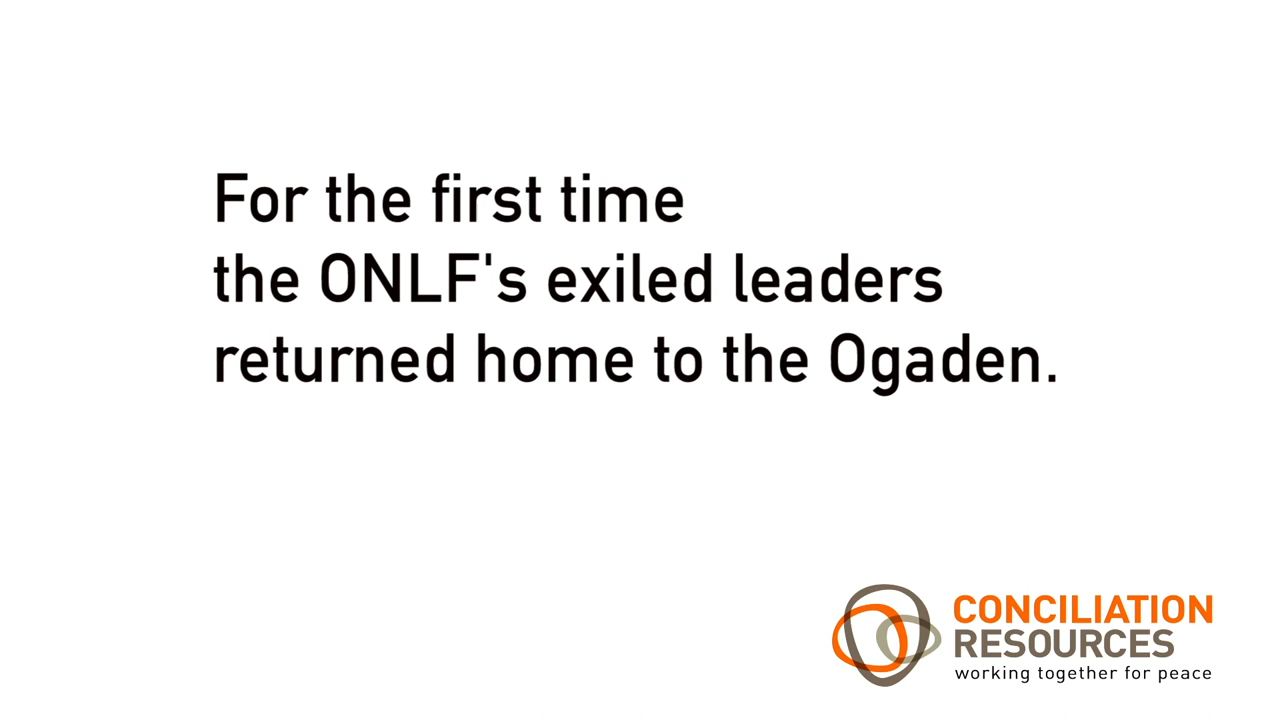 For the first time
the ONLF's exiled leaders
returned home to the Ogaden.
CONCILIATION
RESOURCES
working together for peace